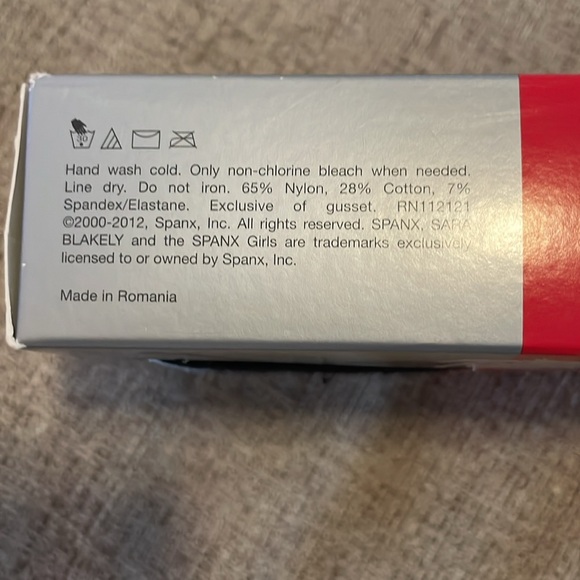 30
Hand wash cold. Only non-chlorine bleach when needed.
Line dry. Do not iron. 65% Nylon, 28% Cotton, 7%
Spandex/Elastane. Exclusive of gusset. RN112121
©2000-2012, Spanx, Inc. All rights reserved. SPANX, SARA
BLAKELY and the SPANX Girls are trademarks exclusively
licensed to or owned by Spanx, Inc.
Made in Romania